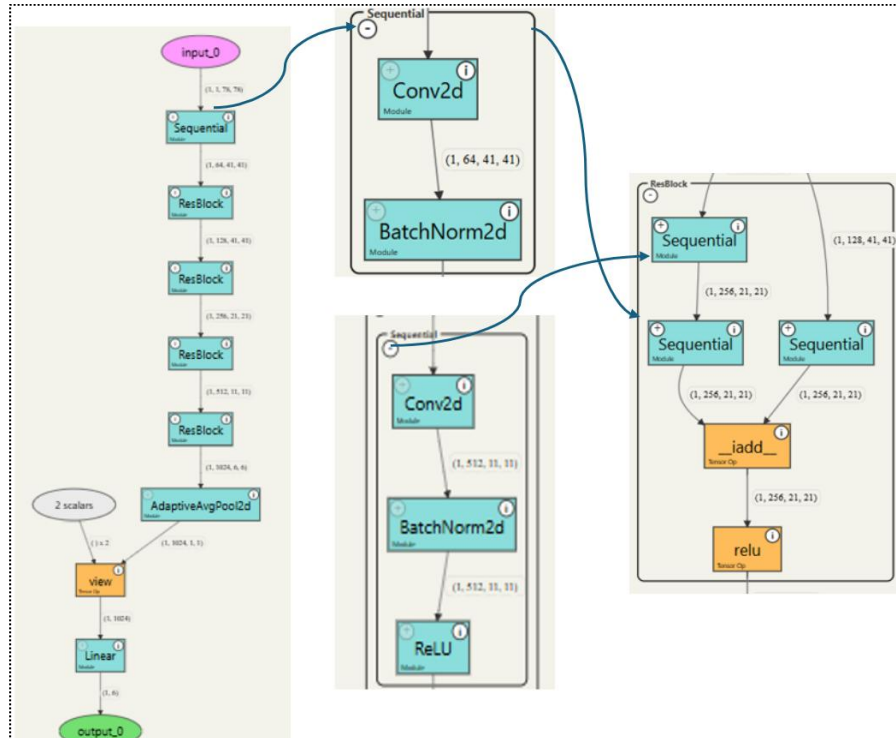 input_0
(1, 1, 78, 78)
Sequential
Module
(1, 64, 41, 41)
ResBlock
Module
(1, 128, 41, 41)
ResBlock
Module
(1, 256, 21, 21)
ResBlock
Module
(1, 512, 11, 11)
ResBlock
Module
(1, 1024, 6, 6)
2 scalars
AdaptiveAvgPool2d
Module
( ) x 2
(1, 1024, 1, 1)
view
Tensor Op
(1, 1024)
Linear
Module
(1, 6)
output_0
Sequential
-
Conv2d
Module
(1, 64, 41, 41)
BatchNorm2d
Module
Sequential
-
Conv2d
Module
(1, 512, 11, 11)
BatchNorm2d
Module
(1, 512, 11, 11)
ReLU
Module
ResBlock
-
Sequential
Module
(1, 128, 41, 41)
(1, 256, 21, 21)
Sequential Sequential
Module Module
(1, 256, 21, 21) (1, 256, 21, 21)
__iadd__
Tensor Op
(1, 256, 21, 21)
relu
Tensor Op